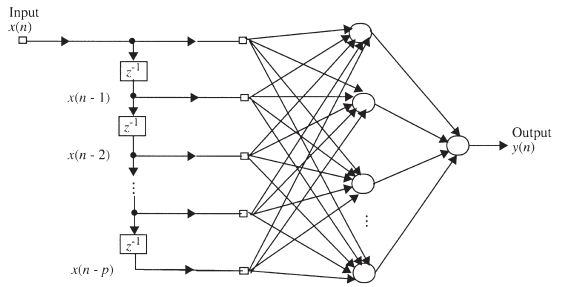 Input
x(n)
z⁻¹
x(n - 1)
z⁻¹
x(n - 2)
⋮
⋮
z⁻¹
x(n - p)
Output
y(n)